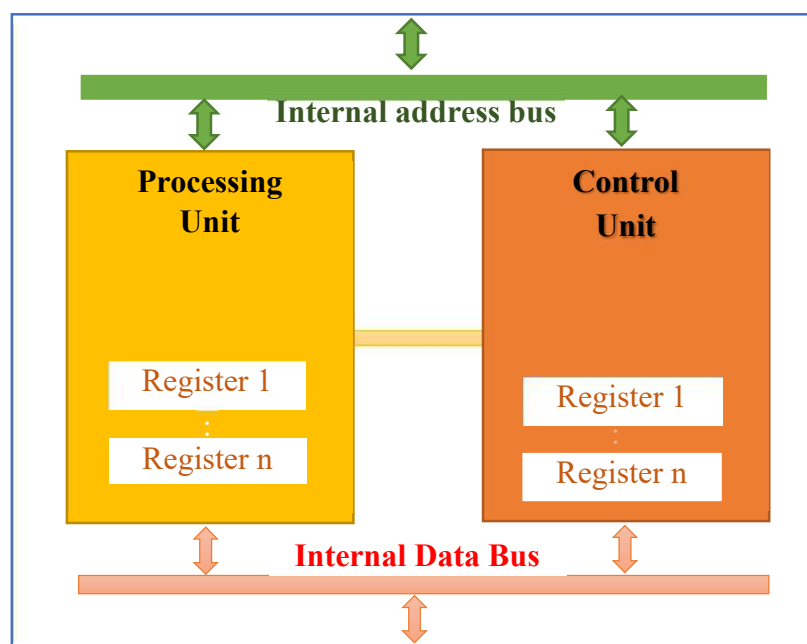 Internal address bus
Processing
Unit
Register 1
Register n
Control
Unit
Register 1
Register n
Internal Data Bus